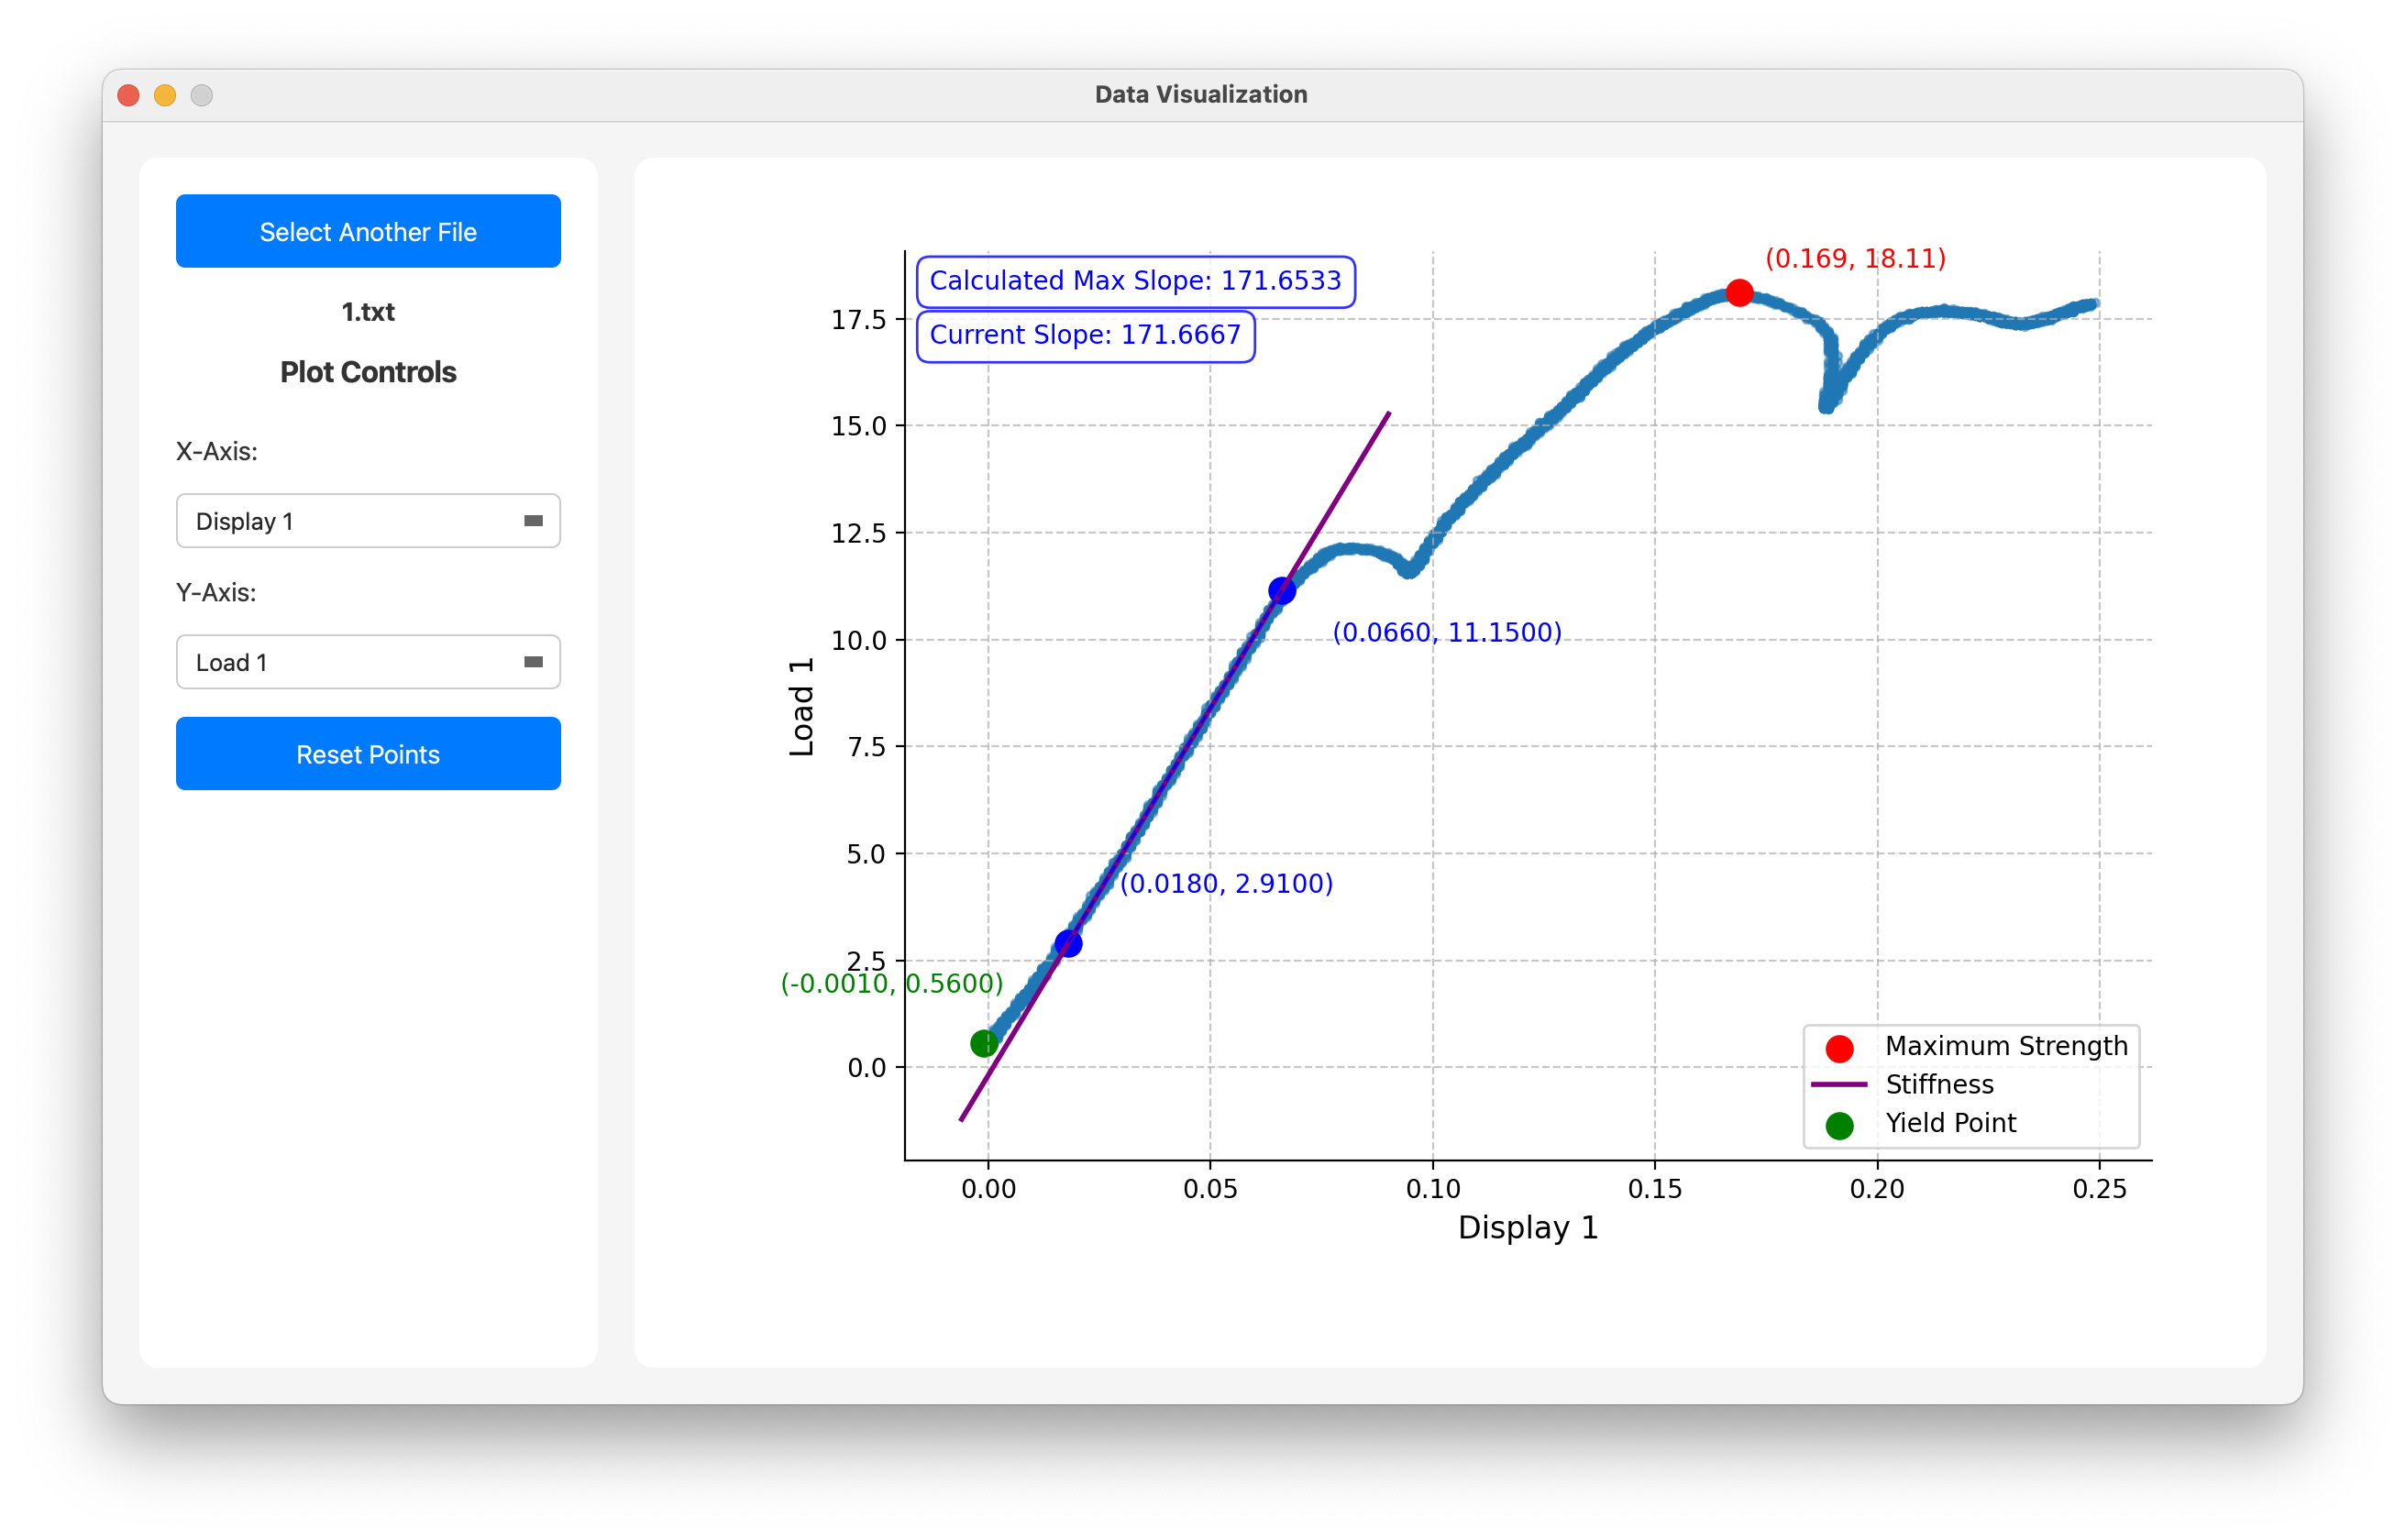 Data Visualization
Select Another File
1.txt
Plot Controls
X-Axis:
Display 1
Y-Axis:
Load 1
Reset Points
Calculated Max Slope: 171.6533
Current Slope: 171.6667
(0.169, 18.11)
(0.0660, 11.1500)
(0.0180, 2.9100)
(-0.0010, 0.5600)
17.5
15.0
12.5
10.0
7.5
5.0
2.5
0.0
Load 1
Maximum Strength
Stiffness
Yield Point
0.00 0.05 0.10 0.15 0.20 0.25
Display 1